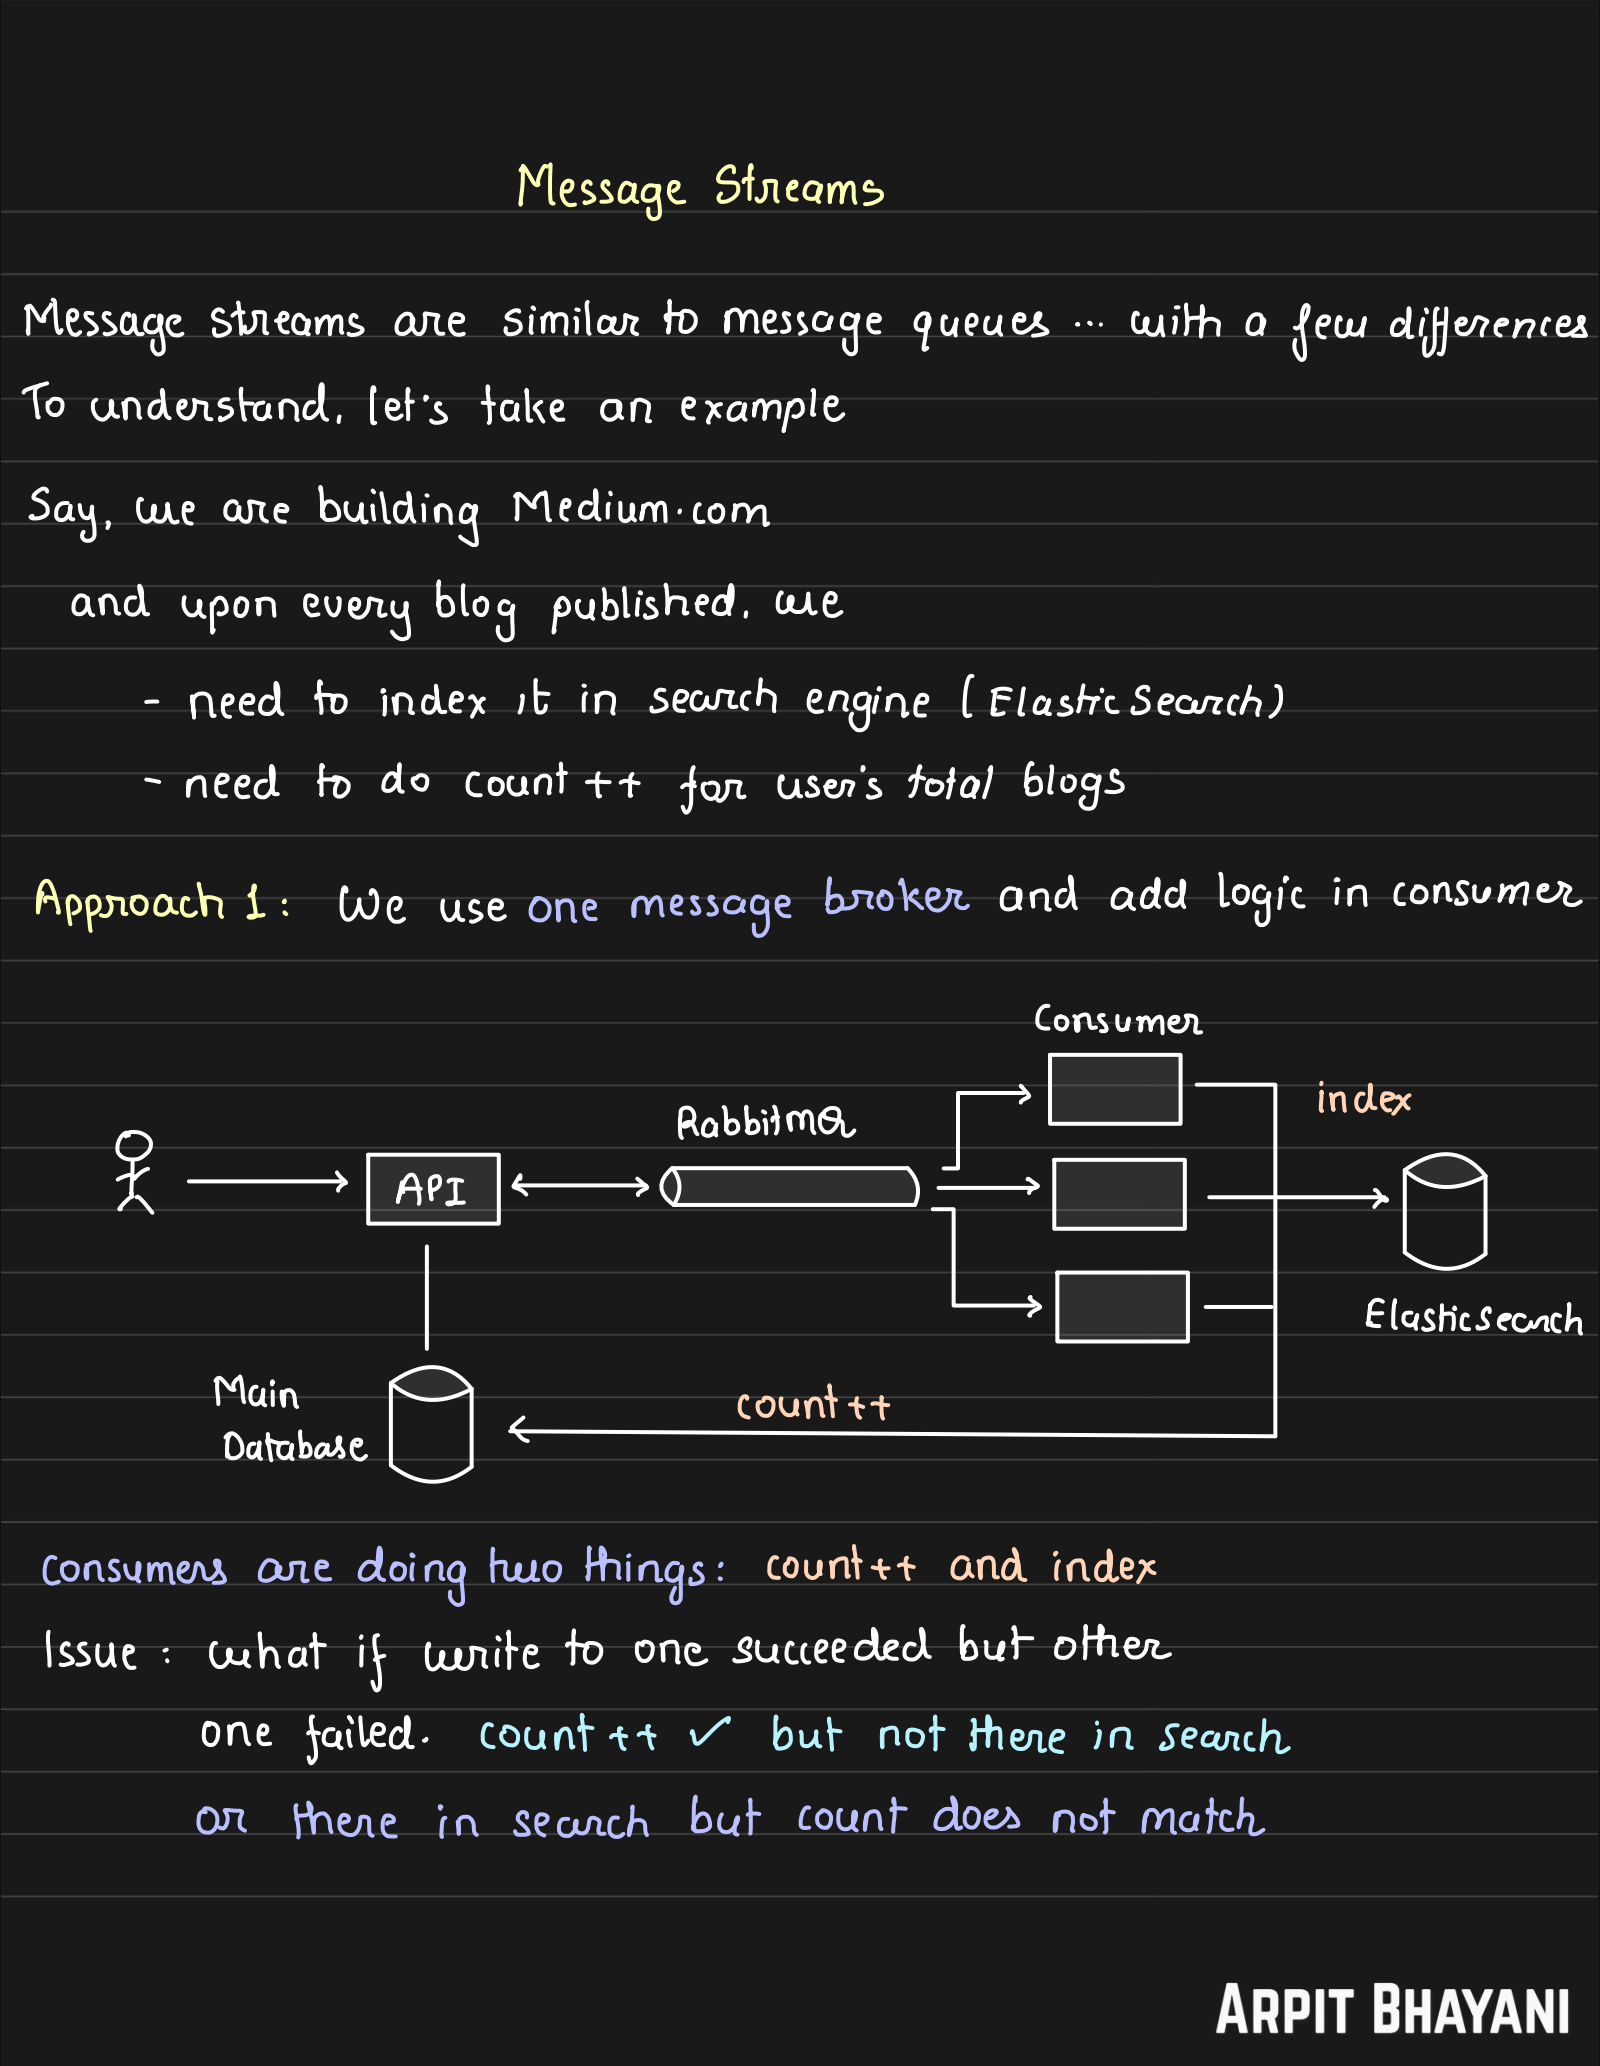 Message Streams
Message streams are similar to message queues ... with a few differences
To understand, let's take an example
Say, we are building Medium.com
and upon every blog published, we
- need to index it in search engine (Elastic Search)
- need to do count++ for user's total blogs
Approach 1: We use one message broker and add logic in consumer
Consumer
index
RabbitMQ
API
Elasticsearch
Main
Database
count++
Consumers are doing two things: count++ and index
Issue: what if write to one succeeded but other
one failed. count++ ✓ but not there in search
or there in search but count does not match
ARPIT BHAYANI